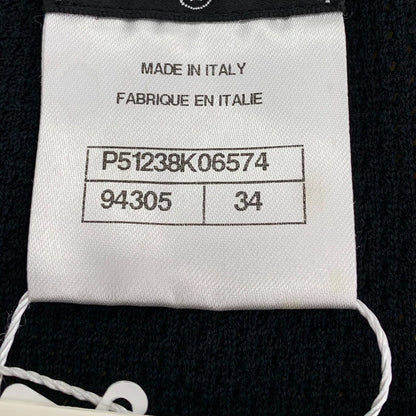 MADE IN ITALY
FABRIQUE EN ITALIE
P51238K06574
94305 34